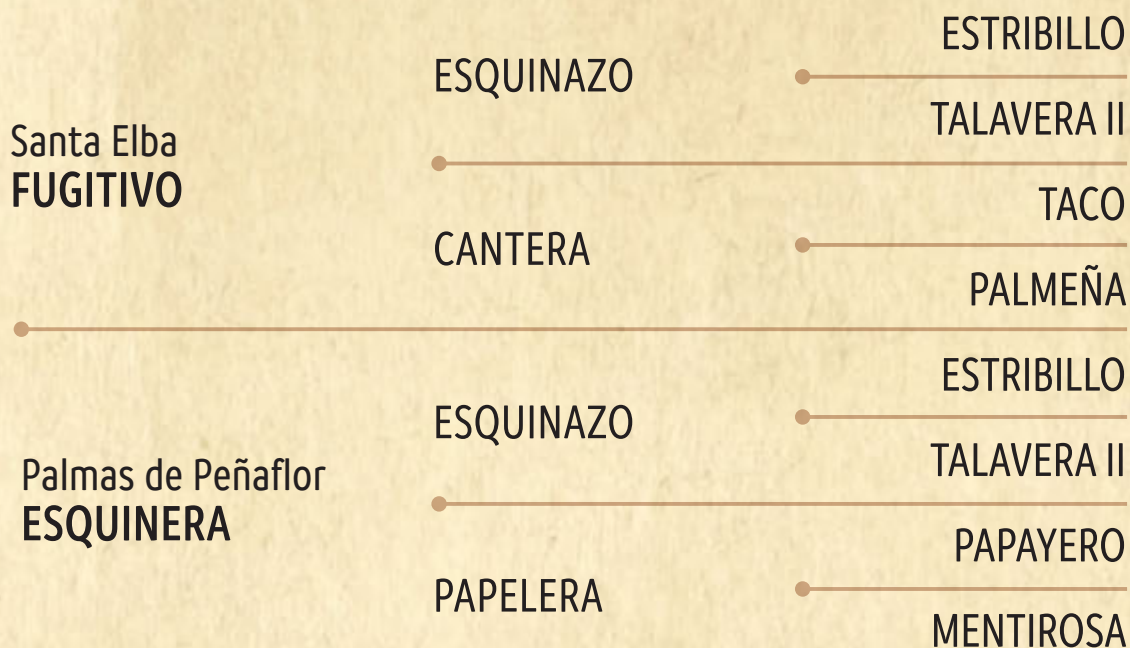 ESTRIBILLO
ESQUINAZO
TALAVERA II
Santa Elba
FUGITIVO
TACO
CANTERA
PALMEÑA
ESTRIBILLO
ESQUINAZO
TALAVERA II
Palmas de Peñaflor
ESQUINERA
PAPAYERO
PAPELERA
MENTIROSA